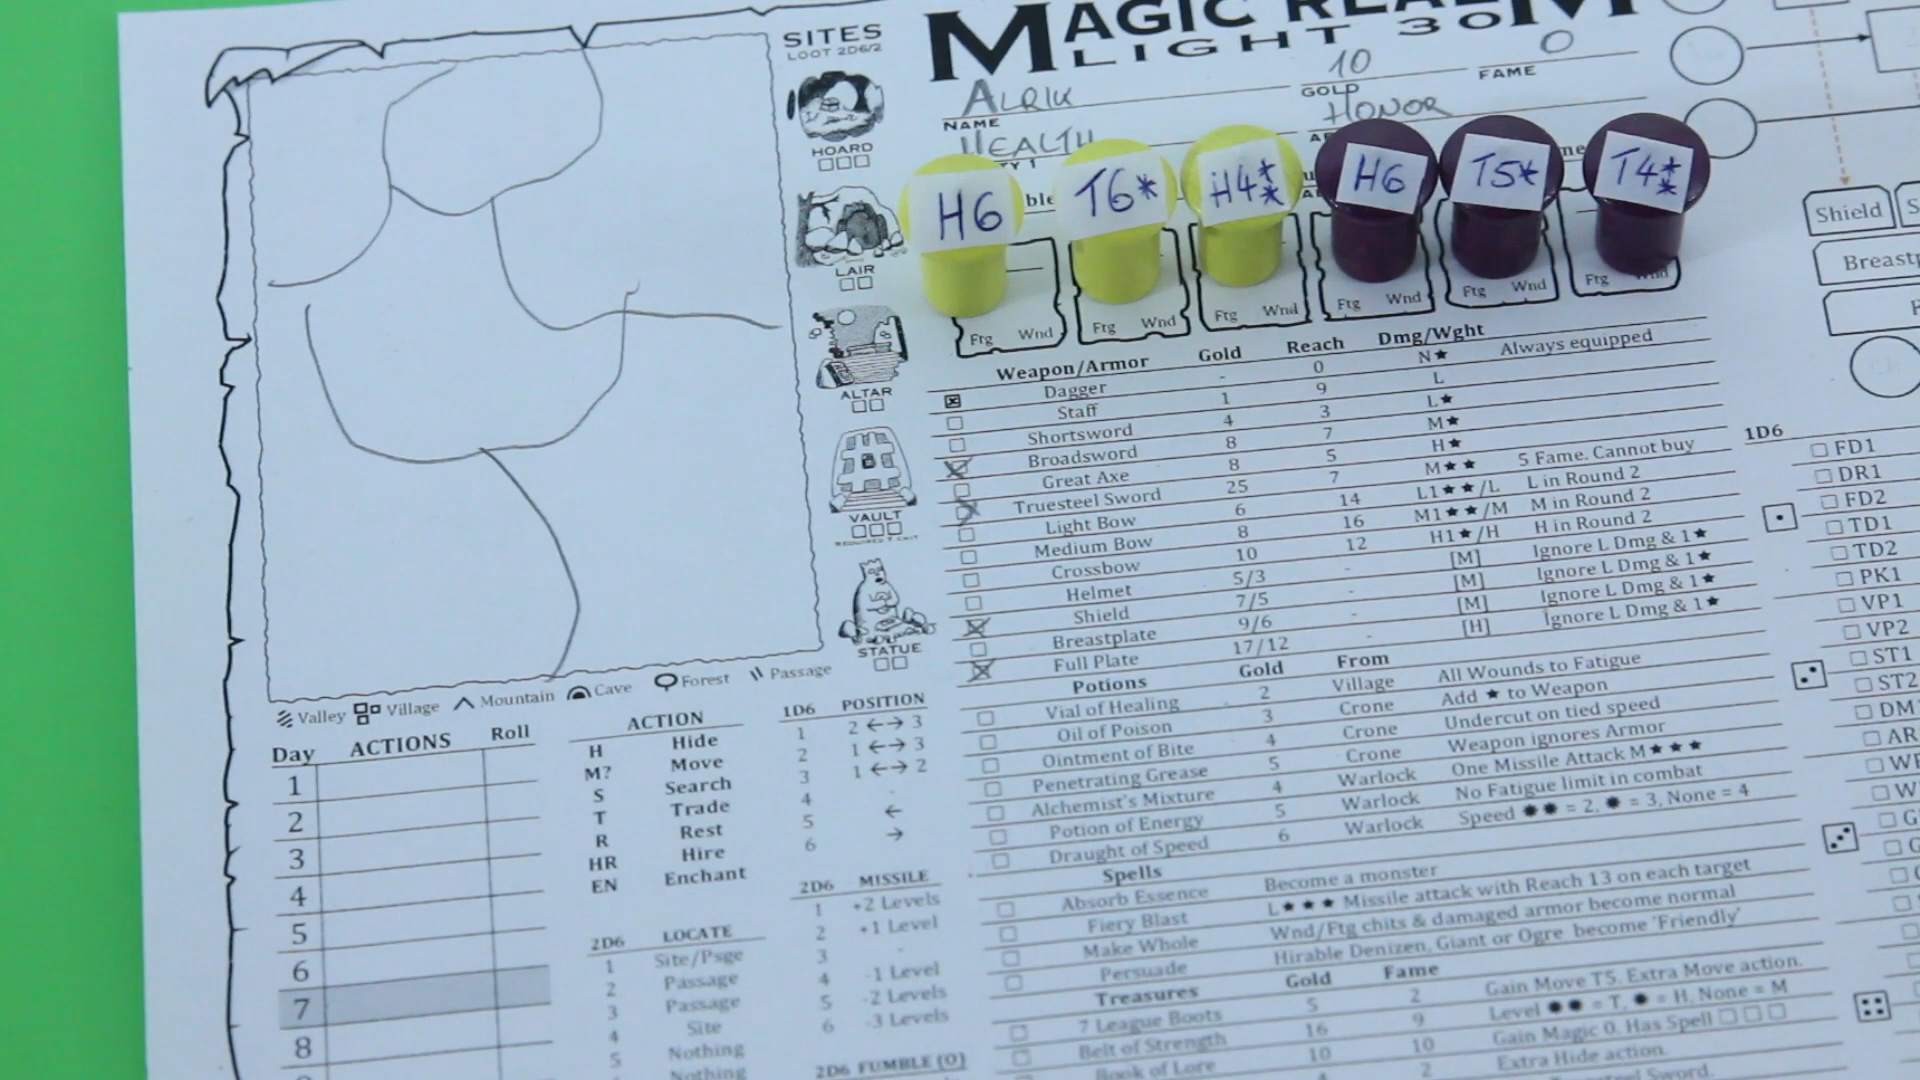 SITES
LOOT 2D6/2
HOARD
LAIR
ALTAR
VAULT
STATUE
MAGIC REALM
LIGHT 30
ALRIK
NAME
10
GOLD
0
FAME
HEALTH
HONOR
H6
T6*
H4**
H6
T5*
T4**
Ftg Wnd
Ftg Wnd
Ftg Wnd
Ftg Wnd
Ftg Wnd
Ftg Wnd
Shield
Weapon/Armor Gold Reach Dmg/Wght
Dagger - 0 N★ Always equipped
Staff 1 9 L
Shortsword 4 3 L★
Broadsword 8 7 M★
Great Axe 8 5 H★
Truesteel Sword 25 7 M★★ 5 Fame. Cannot buy
Light Bow 6 14 L1★★/L L in Round 2
Medium Bow 8 16 M1★★/M M in Round 2
Crossbow 10 12 H1★/H H in Round 2
Helmet 5/3 - [M] Ignore L Dmg & 1★
Shield 7/5 - [M] Ignore L Dmg & 1★
Breastplate 9/6 - [M] Ignore L Dmg & 1★
Full Plate 17/12 - [H] Ignore L Dmg & 1★
Potions Gold From
Vial of Healing 2 Village All Wounds to Fatigue
Oil of Poison 3 Crone Add ★ to Weapon
Ointment of Bite 4 Crone Undercut on tied speed
Penetrating Grease 5 Crone Weapon ignores Armor
Alchemist's Mixture 4 Warlock One Missile Attack M★★★
Potion of Energy 5 Warlock No Fatigue limit in combat
Draught of Speed 6 Warlock Speed ✹✹ = 2, ✹ = 3, None = 4
Spells
Absorb Essence Become a monster
Fiery Blast L★★★ Missile attack with Reach 13 on each target
Make Whole Wnd/Ftg chits & damaged armor become normal
Persuade Hirable Denizen, Giant or Ogre become 'Friendly'
Treasures Gold Fame
7 League Boots 5 2 Gain Move T5. Extra Move action.
Belt of Strength 16 9 Level ✹✹ = T, ✹ = H, None = M
Book of Lore 10 10 Gain Magic 0. Has Spell
Extra Hide action.
1D6
FD1
DR1
FD2
TD1
TD2
PK1
VP1
VP2
ST1
ST2
Valley Village Mountain Cave Forest Passage
Day ACTIONS Roll
1
2
3
4
5
6
7
8
ACTION
H Hide
M? Move
S Search
T Trade
R Rest
HR Hire
EN Enchant
1D6 POSITION
1 2 ←→ 3
2 1 ←→ 3
3 1 ←→ 2
4 -
5 ←
6 →
2D6 LOCATE
1 Site/Psge
2 Passage
3 Passage
4 Site
5 Nothing
Nothing
2D6 MISSILE
1 +2 Levels
2 +1 Level
3 -
4 -1 Level
5 -2 Levels
6 -3 Levels
2D6 FUMBLE (O)